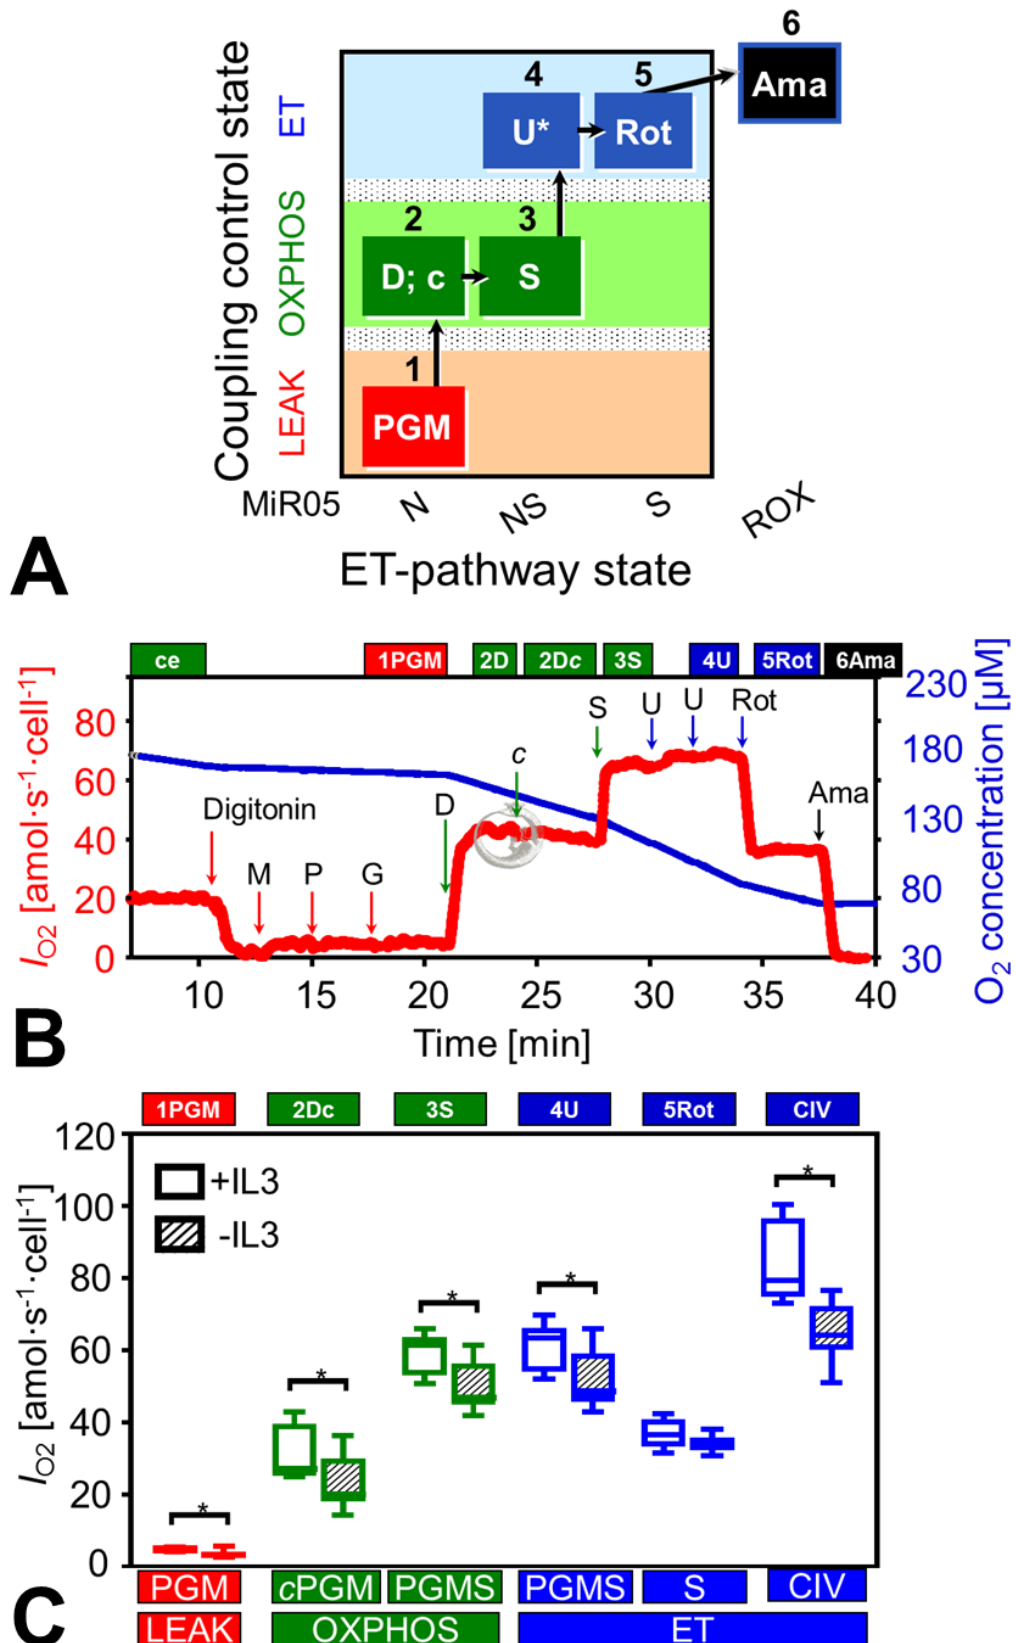 6
Ama
4
5
U*
Rot
2
3
D; c
S
1
PGM
Coupling control state
LEAK
OXPHOS
ET
MiR05
N
NS
S
ROX
ET-pathway state
A
ce
1PGM
2D
2Dc
3S
4U
5Rot
6Ama
IO2 [amol·s-1·cell-1]
80
60
40
20
0
Digitonin
M
P
G
D
c
S
U
U
Rot
Ama
230
180
130
80
30
O2 concentration [µM]
10
15
20
25
30
35
40
Time [min]
B
1PGM
2Dc
3S
4U
5Rot
CIV
IO2 [amol·s-1·cell-1]
120
100
80
60
40
20
0
+IL3
-IL3
*
*
*
*
*
PGM
cPGM
PGMS
PGMS
S
CIV
LEAK
OXPHOS
ET
C